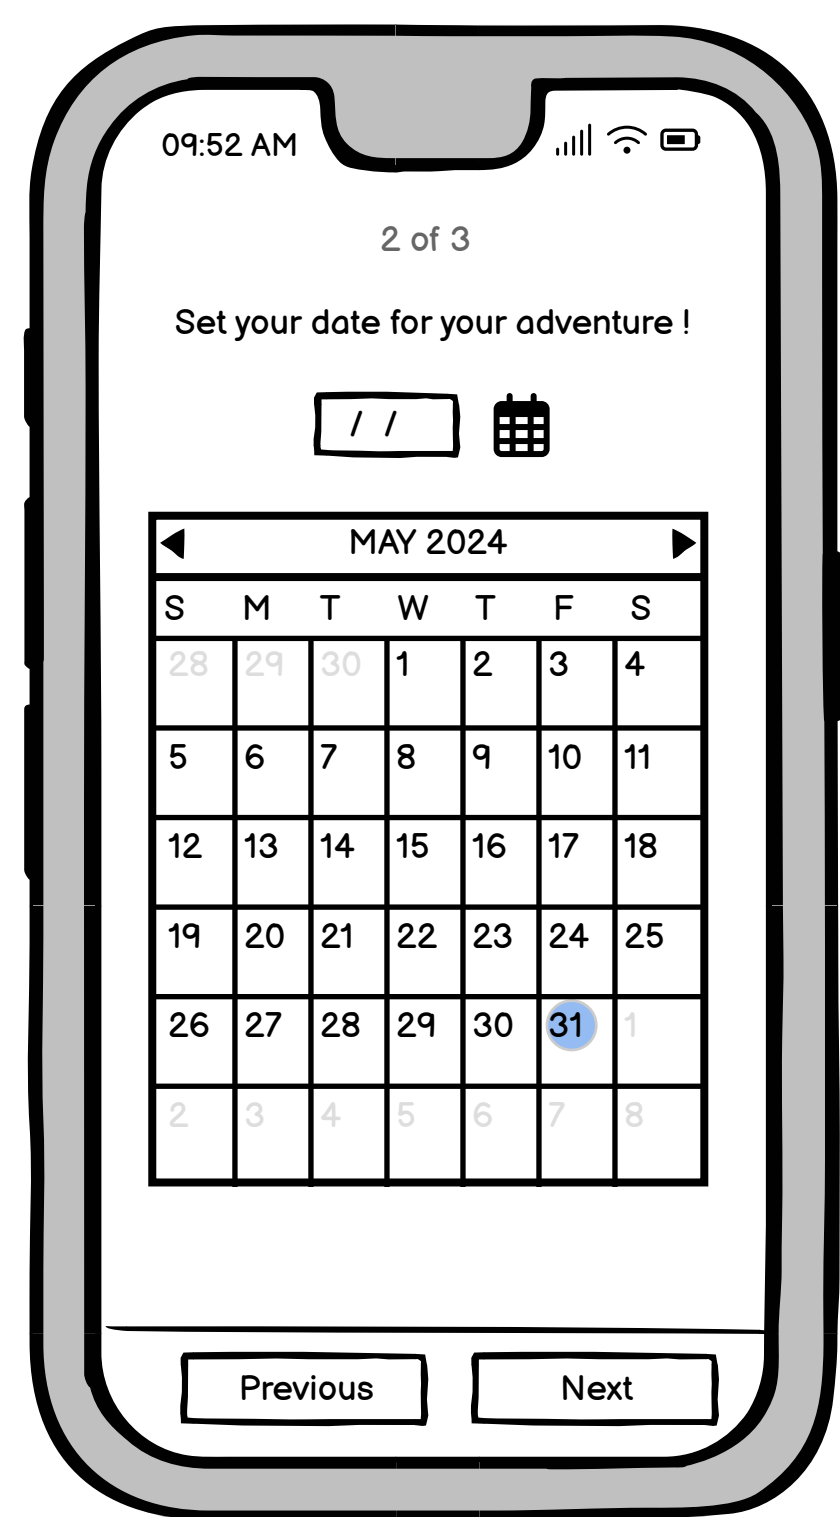 09:52 AM
2 of 3
Set your date for your adventure !
/ /
MAY 2024
S M T W T F S
28 29 30 1 2 3 4
5 6 7 8 9 10 11
12 13 14 15 16 17 18
19 20 21 22 23 24 25
26 27 28 29 30 31 1
2 3 4 5 6 7 8
Previous Next